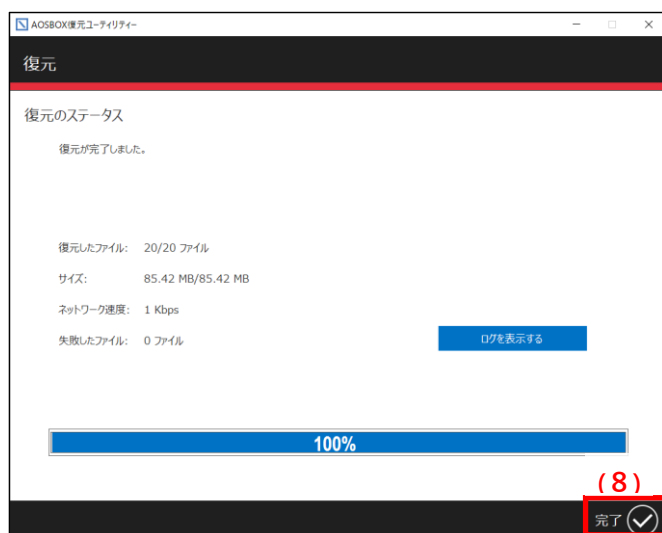 AOSBOX復元ユーティリティー
復元
復元のステータス
復元が完了しました。
復元したファイル: 20/20 ファイル
サイズ: 85.42 MB/85.42 MB
ネットワーク速度: 1 Kbps
失敗したファイル: 0 ファイル
ログを表示する
100%
(8)
完了